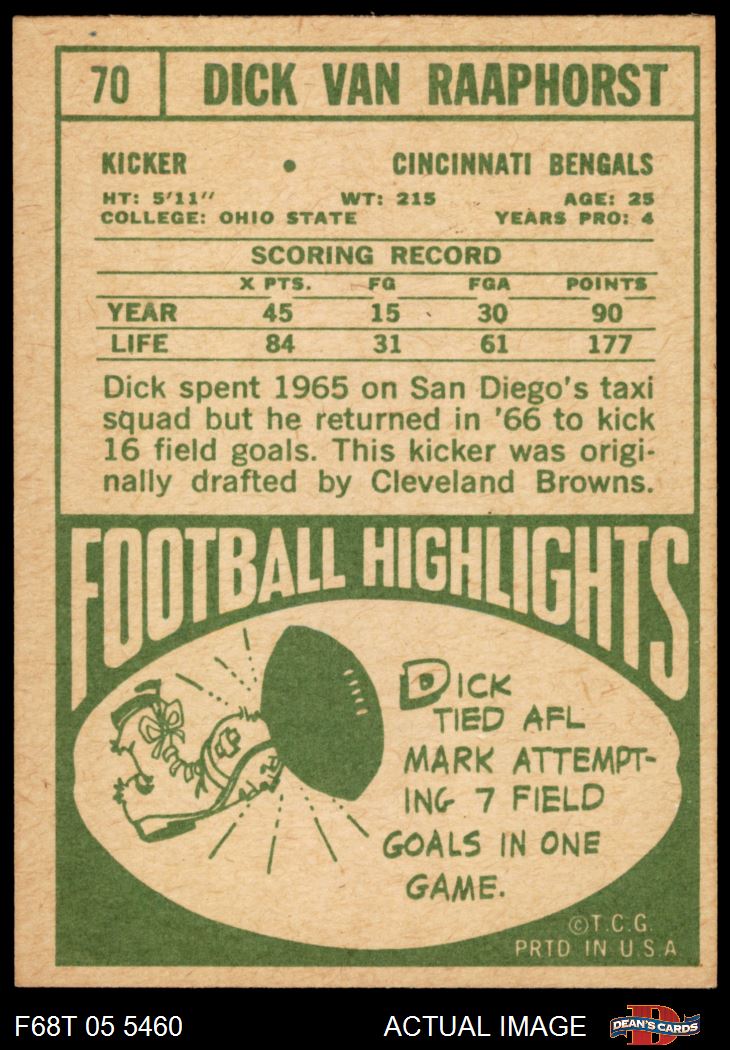 70 DICK VAN RAAPHORST
KICKER • CINCINNATI BENGALS
HT: 5'11" WT: 215 AGE: 25
COLLEGE: OHIO STATE YEARS PRO: 4
SCORING RECORD
X PTS. FG FGA POINTS
YEAR 45 15 30 90
LIFE 84 31 61 177
Dick spent 1965 on San Diego's taxi
squad but he returned in '66 to kick
16 field goals. This kicker was origi-
nally drafted by Cleveland Browns.
FOOTBALL HIGHLIGHTS
DICK
TIED AFL
MARK ATTEMPT-
ING 7 FIELD
GOALS IN ONE
GAME.
©T.C.G.
PRTD IN U.S.A
F68T 05 5460 ACTUAL IMAGE DEAN'S CARDS